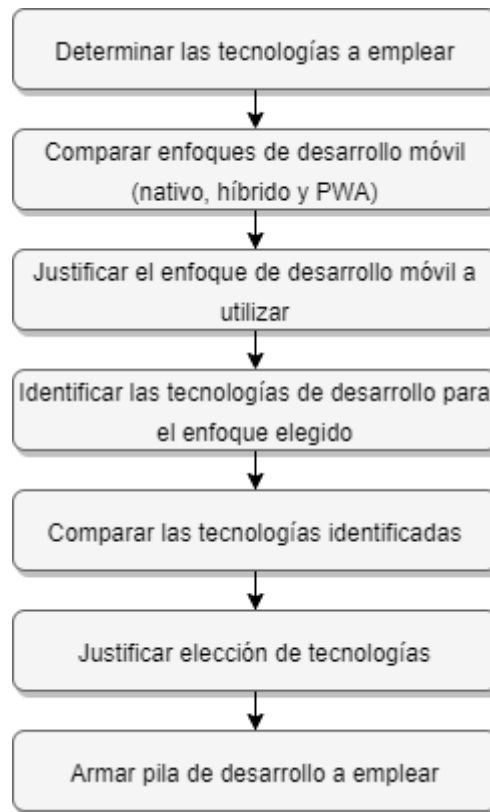 Determinar las tecnologías a emplear
Comparar enfoques de desarrollo móvil
(nativo, híbrido y PWA)
Justificar el enfoque de desarrollo móvil a
utilizar
Identificar las tecnologías de desarrollo para
el enfoque elegido
Comparar las tecnologías identificadas
Justificar elección de tecnologías
Armar pila de desarrollo a emplear